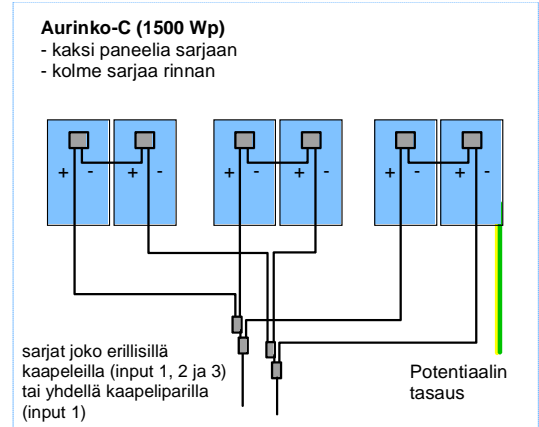 Aurinko-C (1500 Wp)
- kaksi paneelia sarjaan
- kolme sarjaa rinnan
+ - + - + - + - + - + -
sarjat joko erillisillä
kaapeleilla (input 1, 2 ja 3)
tai yhdellä kaapeliparilla
(input 1)
Potentiaalin
tasaus